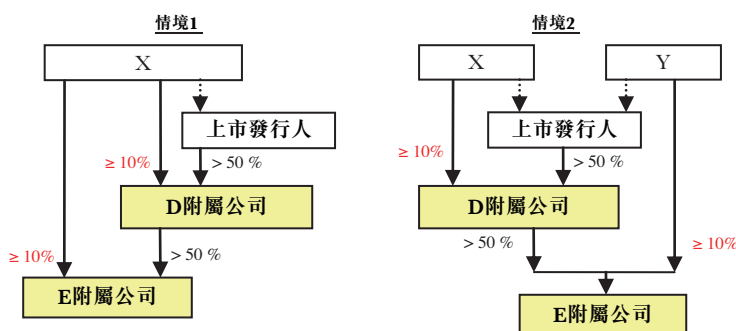 情境1
X
上市發行人
≥ 10%
> 50 %
D附屬公司
≥ 10%
> 50 %
E附屬公司
情境2
X
Y
上市發行人
≥ 10%
> 50 %
D附屬公司
> 50 %
≥ 10%
E附屬公司